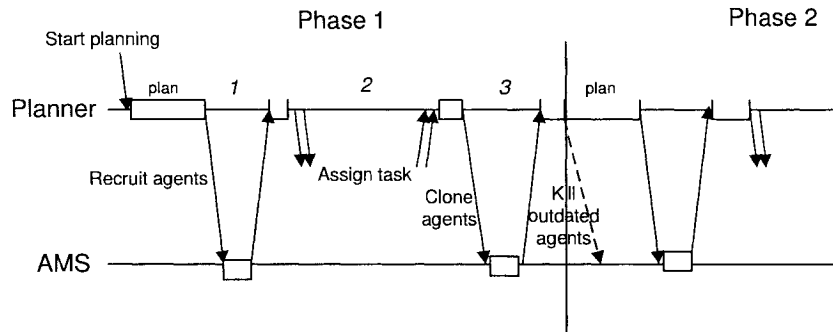 Phase 1
Phase 2
Start planning
plan
1
2
3
plan
Planner
Recruit agents
Assign task
Clone
agents
Kill
outdated
agents
AMS